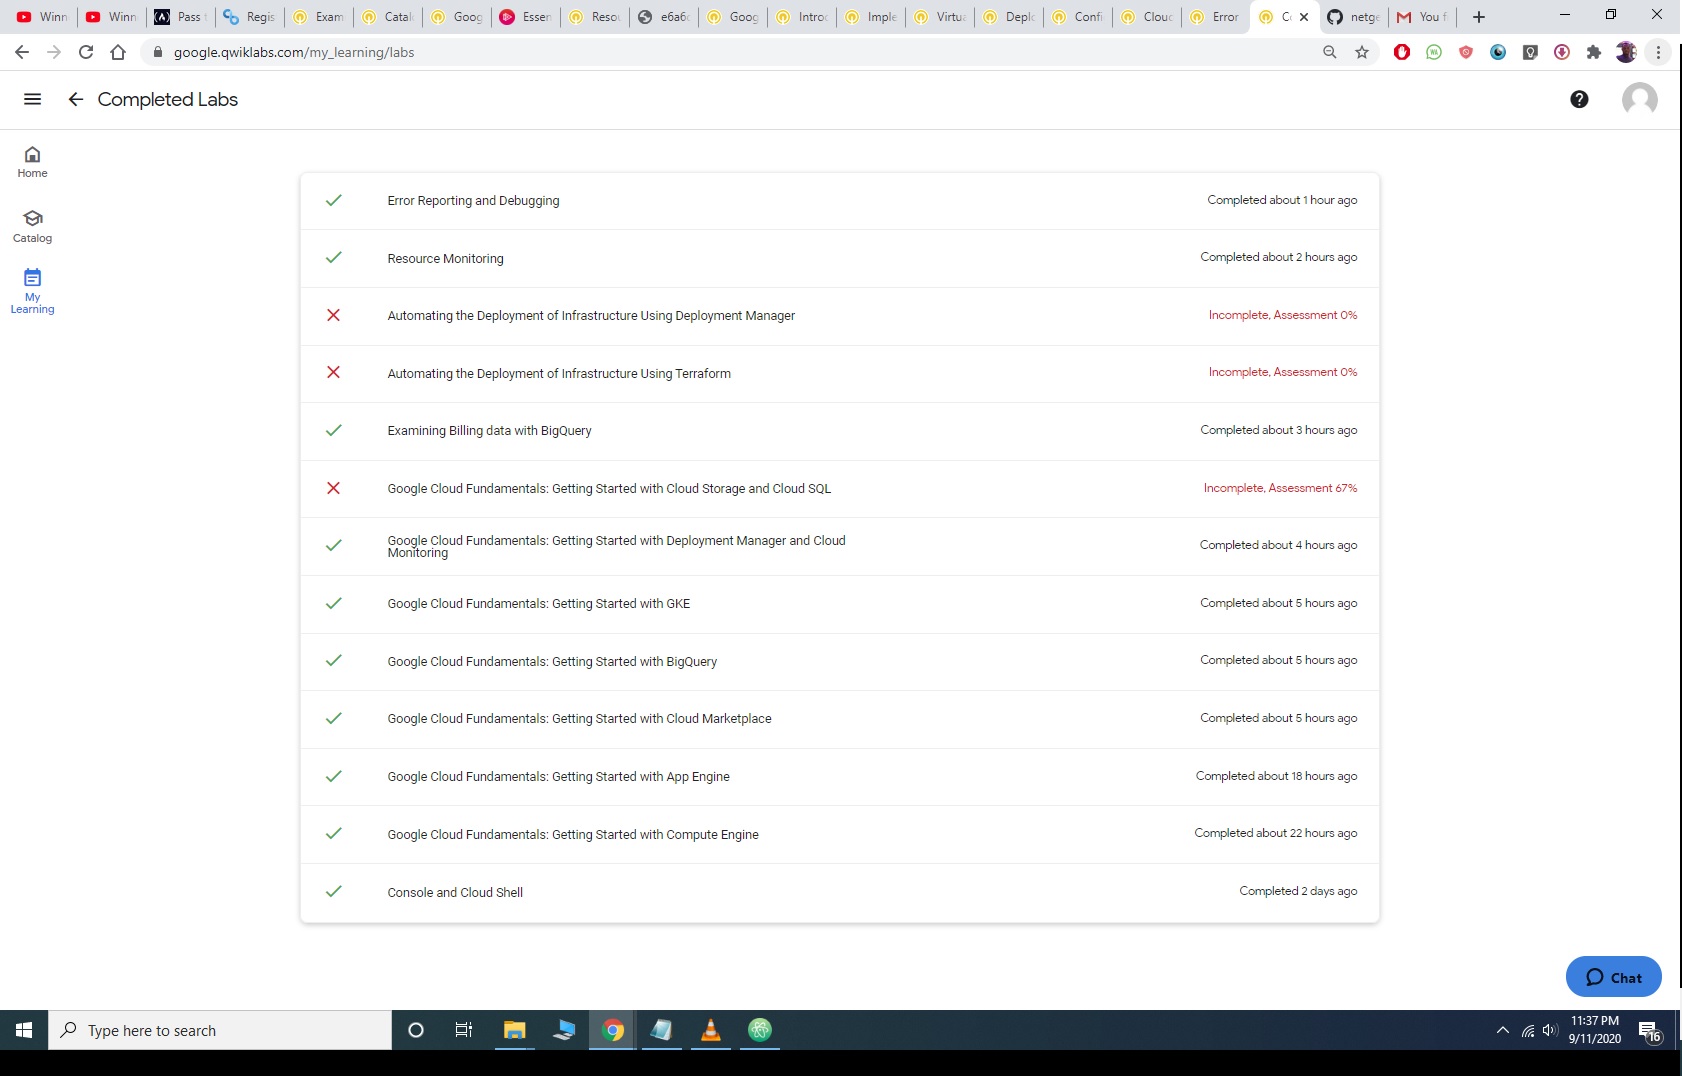 Winn
Winn
Pass
Regis
Exam
Catal
Goog
Essen
Resou
e6a6c
Goog
Introc
Imple
Virtua
Deplo
Confi
Cloud
Error
Co
netge
You f
google.qwiklabs.com/my_learning/labs
Completed Labs
Home
Catalog
My
Learning
Error Reporting and Debugging
Completed about 1 hour ago
Resource Monitoring
Completed about 2 hours ago
Automating the Deployment of Infrastructure Using Deployment Manager
Incomplete, Assessment 0%
Automating the Deployment of Infrastructure Using Terraform
Incomplete, Assessment 0%
Examining Billing data with BigQuery
Completed about 3 hours ago
Google Cloud Fundamentals: Getting Started with Cloud Storage and Cloud SQL
Incomplete, Assessment 67%
Google Cloud Fundamentals: Getting Started with Deployment Manager and Cloud
Monitoring
Completed about 4 hours ago
Google Cloud Fundamentals: Getting Started with GKE
Completed about 5 hours ago
Google Cloud Fundamentals: Getting Started with BigQuery
Completed about 5 hours ago
Google Cloud Fundamentals: Getting Started with Cloud Marketplace
Completed about 5 hours ago
Google Cloud Fundamentals: Getting Started with App Engine
Completed about 18 hours ago
Google Cloud Fundamentals: Getting Started with Compute Engine
Completed about 22 hours ago
Console and Cloud Shell
Completed 2 days ago
Chat
Type here to search
11:37 PM
9/11/2020
16